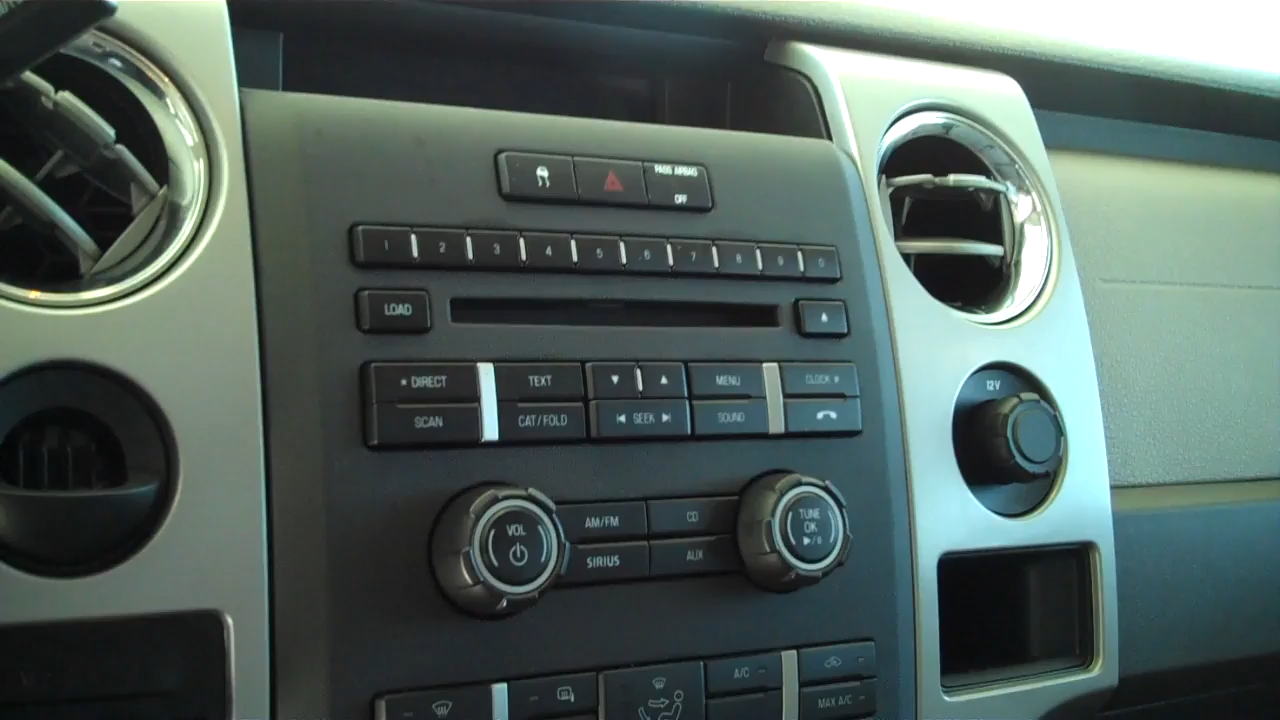 PASS AIRBAG
OFF
1 2 3 4 5 6 7 8 9 0
LOAD
* DIRECT TEXT MENU CLOCK #
SCAN CAT/FOLD SEEK SOUND
12V
VOL AM/FM CD TUNE
OK
SIRIUS AUX
A/C
MAX A/C